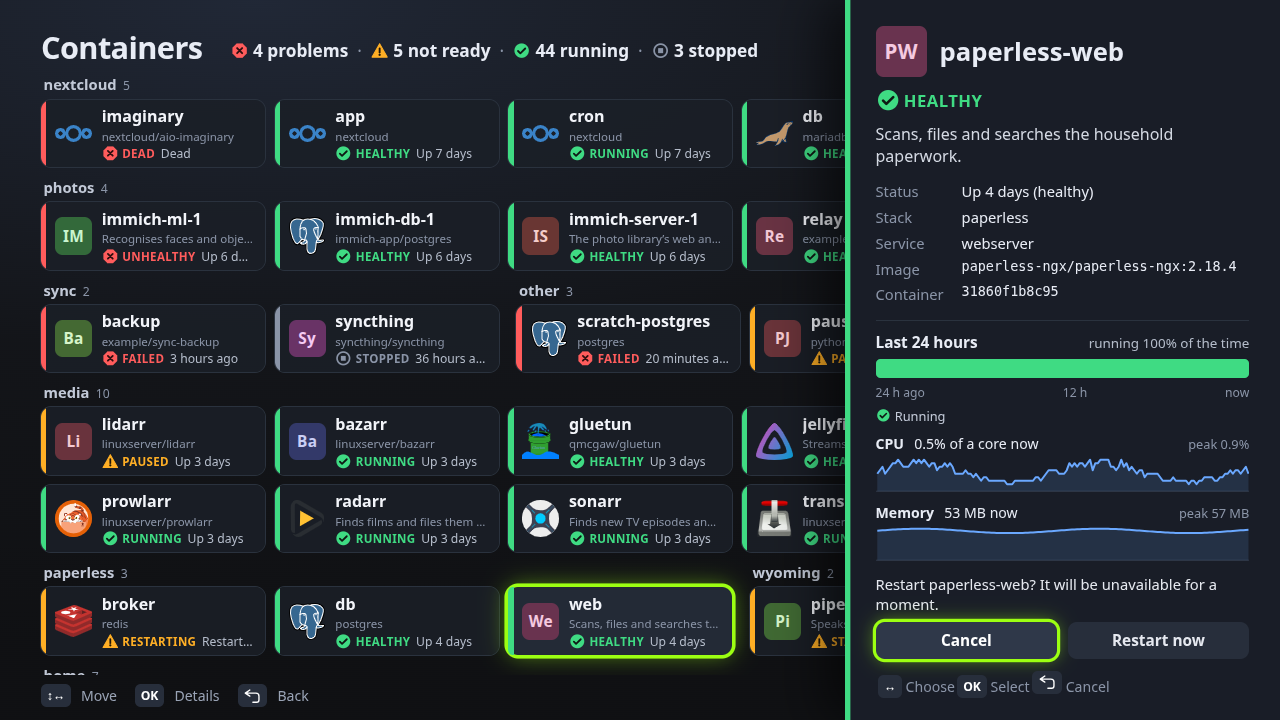 Containers
4 problems · 5 not ready · 44 running · 3 stopped
nextcloud 5
imaginary
nextcloud/aio-imaginary
DEAD Dead
app
nextcloud
HEALTHY Up 7 days
cron
nextcloud
RUNNING Up 7 days
db
mariadb
photos 4
IM
immich-ml-1
Recognises faces and obje...
UNHEALTHY Up 6 d...
immich-db-1
immich-app/postgres
HEALTHY Up 6 days
IS
immich-server-1
The photo library's web an...
HEALTHY Up 6 days
Re
relay
sync 2
Ba
backup
example/sync-backup
FAILED 3 hours ago
Sy
syncthing
syncthing/syncthing
STOPPED 36 hours a...
other 3
scratch-postgres
postgres
FAILED 20 minutes a...
PJ
media 10
Li
lidarr
linuxserver/lidarr
PAUSED Up 3 days
Ba
bazarr
linuxserver/bazarr
RUNNING Up 3 days
gluetun
qmcgaw/gluetun
HEALTHY Up 3 days
Streams
prowlarr
linuxserver/prowlarr
RUNNING Up 3 days
radarr
Finds films and files them ...
RUNNING Up 3 days
sonarr
Finds new TV episodes an...
RUNNING Up 3 days
paperless 3
broker
redis
RESTARTING Restart...
db
postgres
HEALTHY Up 4 days
We
web
Scans, files and searches t...
HEALTHY Up 4 days
wyoming 2
Pi
↕↔ Move OK Details Back
PW
paperless-web
HEALTHY
Scans, files and searches the household
paperwork.
Status Up 4 days (healthy)
Stack paperless
Service webserver
Image paperless-ngx/paperless-ngx:2.18.4
Container 31860f1b8c95
Last 24 hours running 100% of the time
24 h ago 12 h now
Running
CPU 0.5% of a core now peak 0.9%
Memory 53 MB now peak 57 MB
Restart paperless-web? It will be unavailable for a
moment.
Cancel Restart now
↔ Choose OK Select Cancel